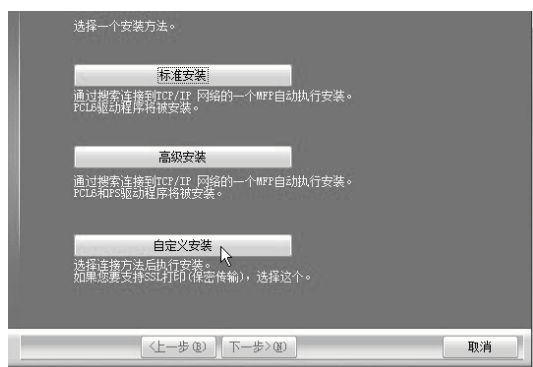 选择一个安装方法。
标准安装
通过搜索连接到TCP/IP 网络的一个MFP自动执行安装。
PCL6驱动程序将被安装。
高级安装
通过搜索连接到TCP/IP 网络的一个MFP自动执行安装。
PCL6和PS驱动程序将被安装。
自定义安装
选择连接方法后执行安装。
如果您要支持SSL打印(保密传输)，选择这个。
<上一步(B) 下一步>(N) 取消